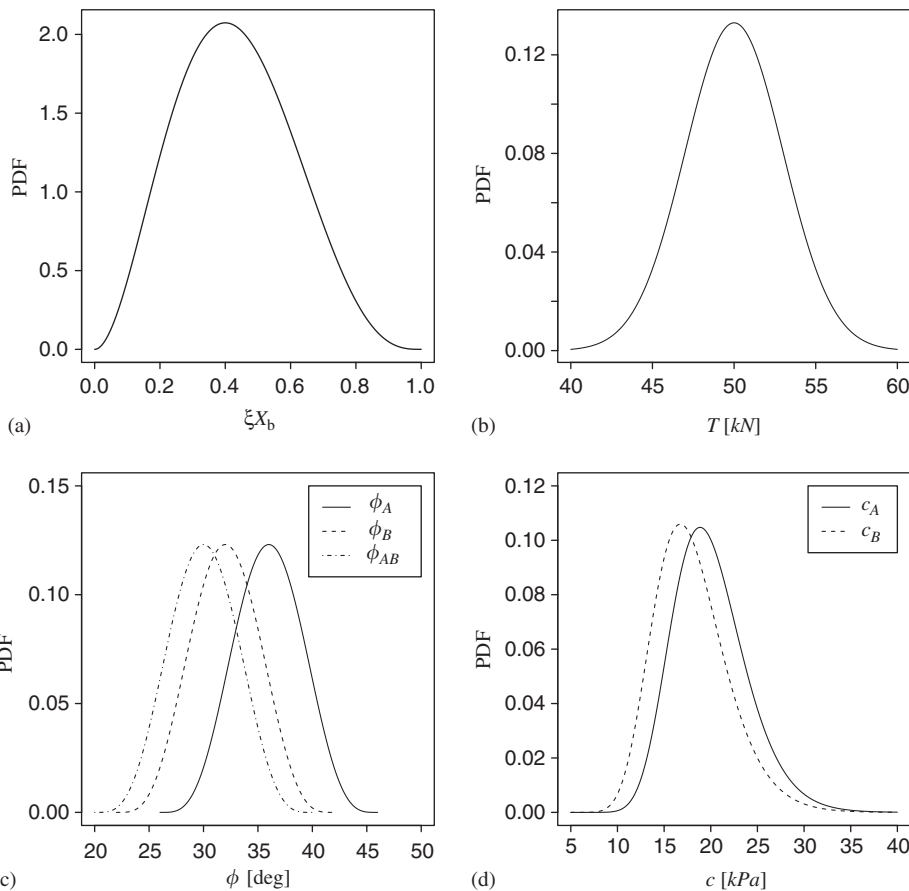 2.0
1.5
1.0
0.5
0.0
PDF
0.0 0.2 0.4 0.6 0.8 1.0
(a) ξX_b
0.12
0.08
0.04
0.00
PDF
40 45 50 55 60
(b) T [kN]
0.15
0.10
0.05
0.00
PDF
ϕ_A
ϕ_B
ϕ_AB
20 25 30 35 40 45 50
c) ϕ [deg]
0.12
0.10
0.08
0.06
0.04
0.02
0.00
PDF
c_A
c_B
5 10 15 20 25 30 35 40
(d) c [kPa]